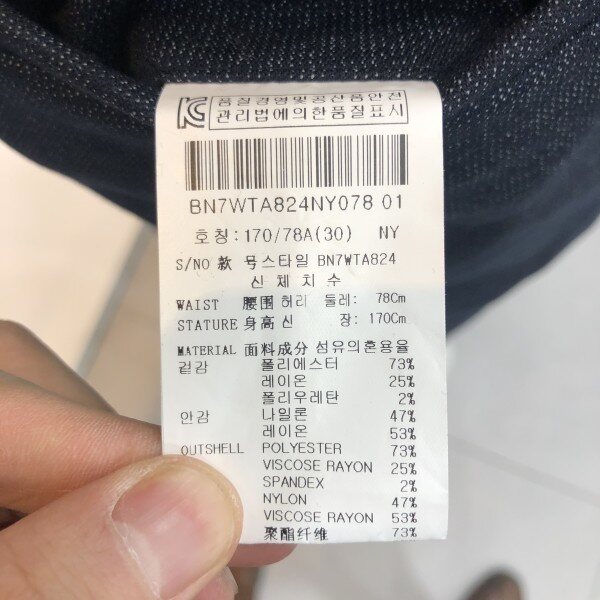 KC 품질경영및공산품안전
관리법에의한품질표시
BN7WTA824NY078 01
호칭:170/78A(30) NY
S/NO 款 号스타일 BN7WTA824
신체치수
WAIST 腰围허리 둘레: 78Cm
STATURE 身高신 장: 170Cm
MATERIAL 面料成分 섬유의혼용율
겉감 폴리에스터 73%
레이온 25%
폴리우레탄 2%
안감 나일론 47%
레이온 53%
OUTSHELL POLYESTER 73%
VISCOSE RAYON 25%
SPANDEX 2%
NYLON 47%
VISCOSE RAYON 53%
聚酯纤维 73%